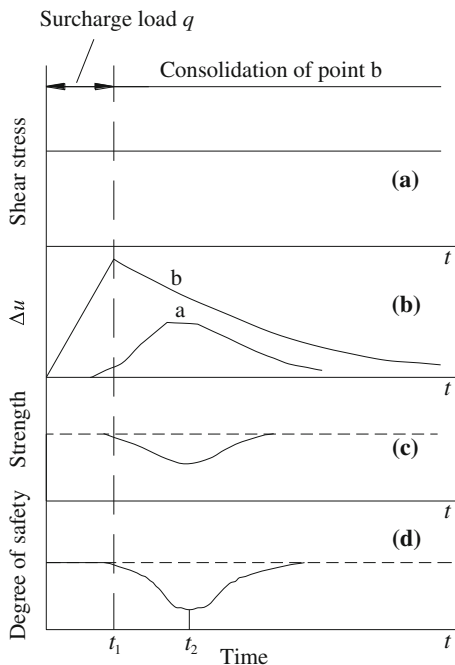 Surcharge load q
Consolidation of point b
Shear stress
(a)
t
Δu
b
a
(b)
t
Strength
(c)
t
Degree of safety
(d)
t₁
t₂
Time
t